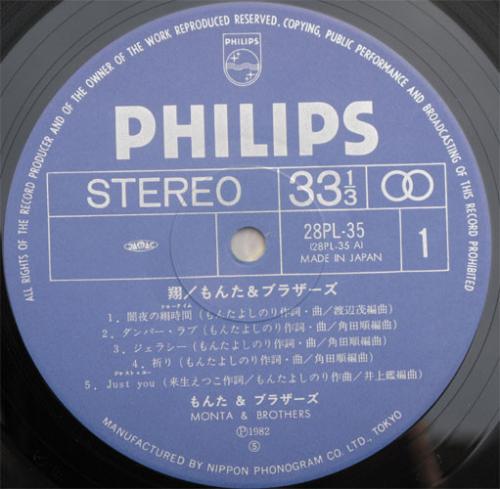 ALL RIGHTS OF THE RECORD PRODUCER AND OF THE OWNER OF THE WORK REPRODUCED RESERVED. COPYING, PUBLIC PERFORMANCE AND BROADCASTING OF THIS RECORD PROHIBITED
PHILIPS
PHILIPS
STEREO 33 1/3
28PL-35
(28PL-35 A)
MADE IN JAPAN
1
翔/もんた&ブラザーズ
1. 闇夜の翔時間 (もんたよしのり作詞・曲/渡辺茂編曲)
2. ダンバー・ラブ (もんたよしのり作詞・曲/角田順編曲)
3. ジェラシー (もんたよしのり作詞・曲/角田順編曲)
4. 祈り (もんたよしのり作詞・曲/角田順編曲)
5. Just you (来生えつこ作詞/もんたよしのり作曲/井上鑑編曲)
もんた & ブラザーズ
MONTA & BROTHERS
Ⓟ1982
Ⓢ
MANUFACTURED BY NIPPON PHONOGRAM CO. LTD., TOKYO